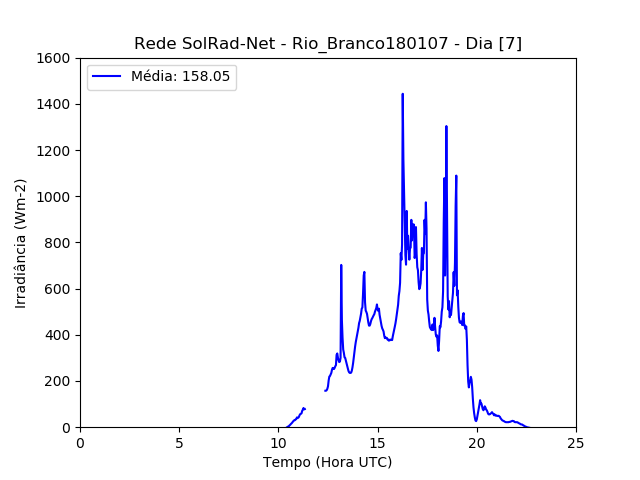 Rede SolRad-Net - Rio_Branco180107 - Dia [7]
Média: 158.05
1600
1400
1200
1000
800
600
400
200
0
Irradiância (Wm-2)
0 5 10 15 20 25
Tempo (Hora UTC)